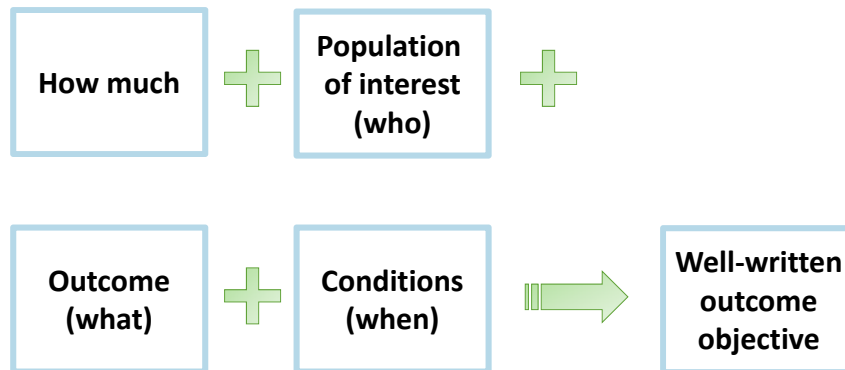 How much
Population
of interest
(who)
Outcome
(what)
Conditions
(when)
Well-written
outcome
objective